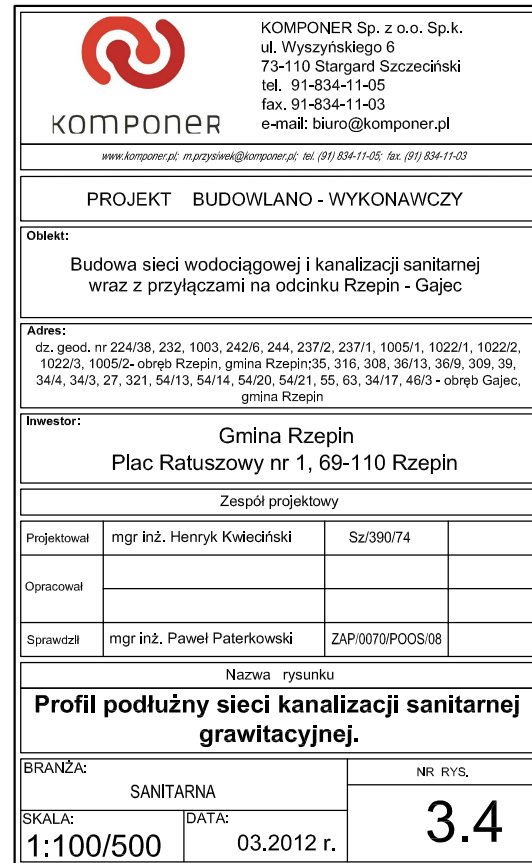 KOMPONER
KOMPONER Sp. z o.o. Sp.k.
ul. Wyszyńskiego 6
73-110 Stargard Szczeciński
tel. 91-834-11-05
fax. 91-834-11-03
e-mail: biuro@komponer.pl
www.komponer.pl; m.przysiwek@komponer.pl; tel. (91) 834-11-05; fax. (91) 834-11-03
PROJEKT BUDOWLANO - WYKONAWCZY
Obiekt:
Budowa sieci wodociągowej i kanalizacji sanitarnej
wraz z przyłączami na odcinku Rzepin - Gajec
Adres:
dz. geod. nr 224/38, 232, 1003, 242/6, 244, 237/2, 237/1, 1005/1, 1022/1, 1022/2,
1022/3, 1005/2- obręb Rzepin, gmina Rzepin;35, 316, 308, 36/13, 36/9, 309, 39,
34/4, 34/3, 27, 321, 54/13, 54/14, 54/20, 54/21, 55, 63, 34/17, 46/3 - obręb Gajec,
gmina Rzepin
Inwestor:
Gmina Rzepin
Plac Ratuszowy nr 1, 69-110 Rzepin
Zespół projektowy
Projektował mgr inż. Henryk Kwieciński Sz/390/74
Opracował
Sprawdził mgr inż. Paweł Paterkowski ZAP/0070/POOS/08
Nazwa rysunku
Profil podłużny sieci kanalizacji sanitarnej
grawitacyjnej.
BRANŻA:
SANITARNA
NR RYS.
3.4
SKALA:
1:100/500
DATA:
03.2012 r.